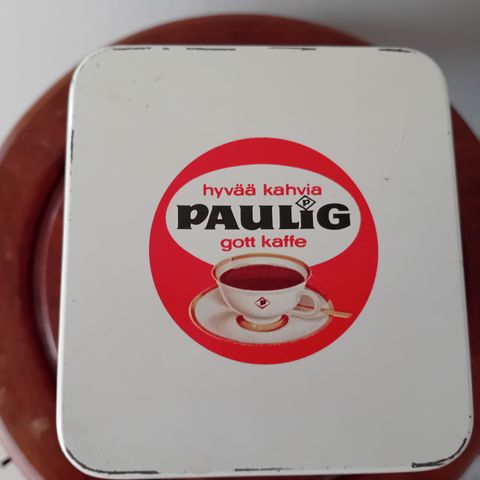 hyvää kahvia
P
PAULiG
gott kaffe
P